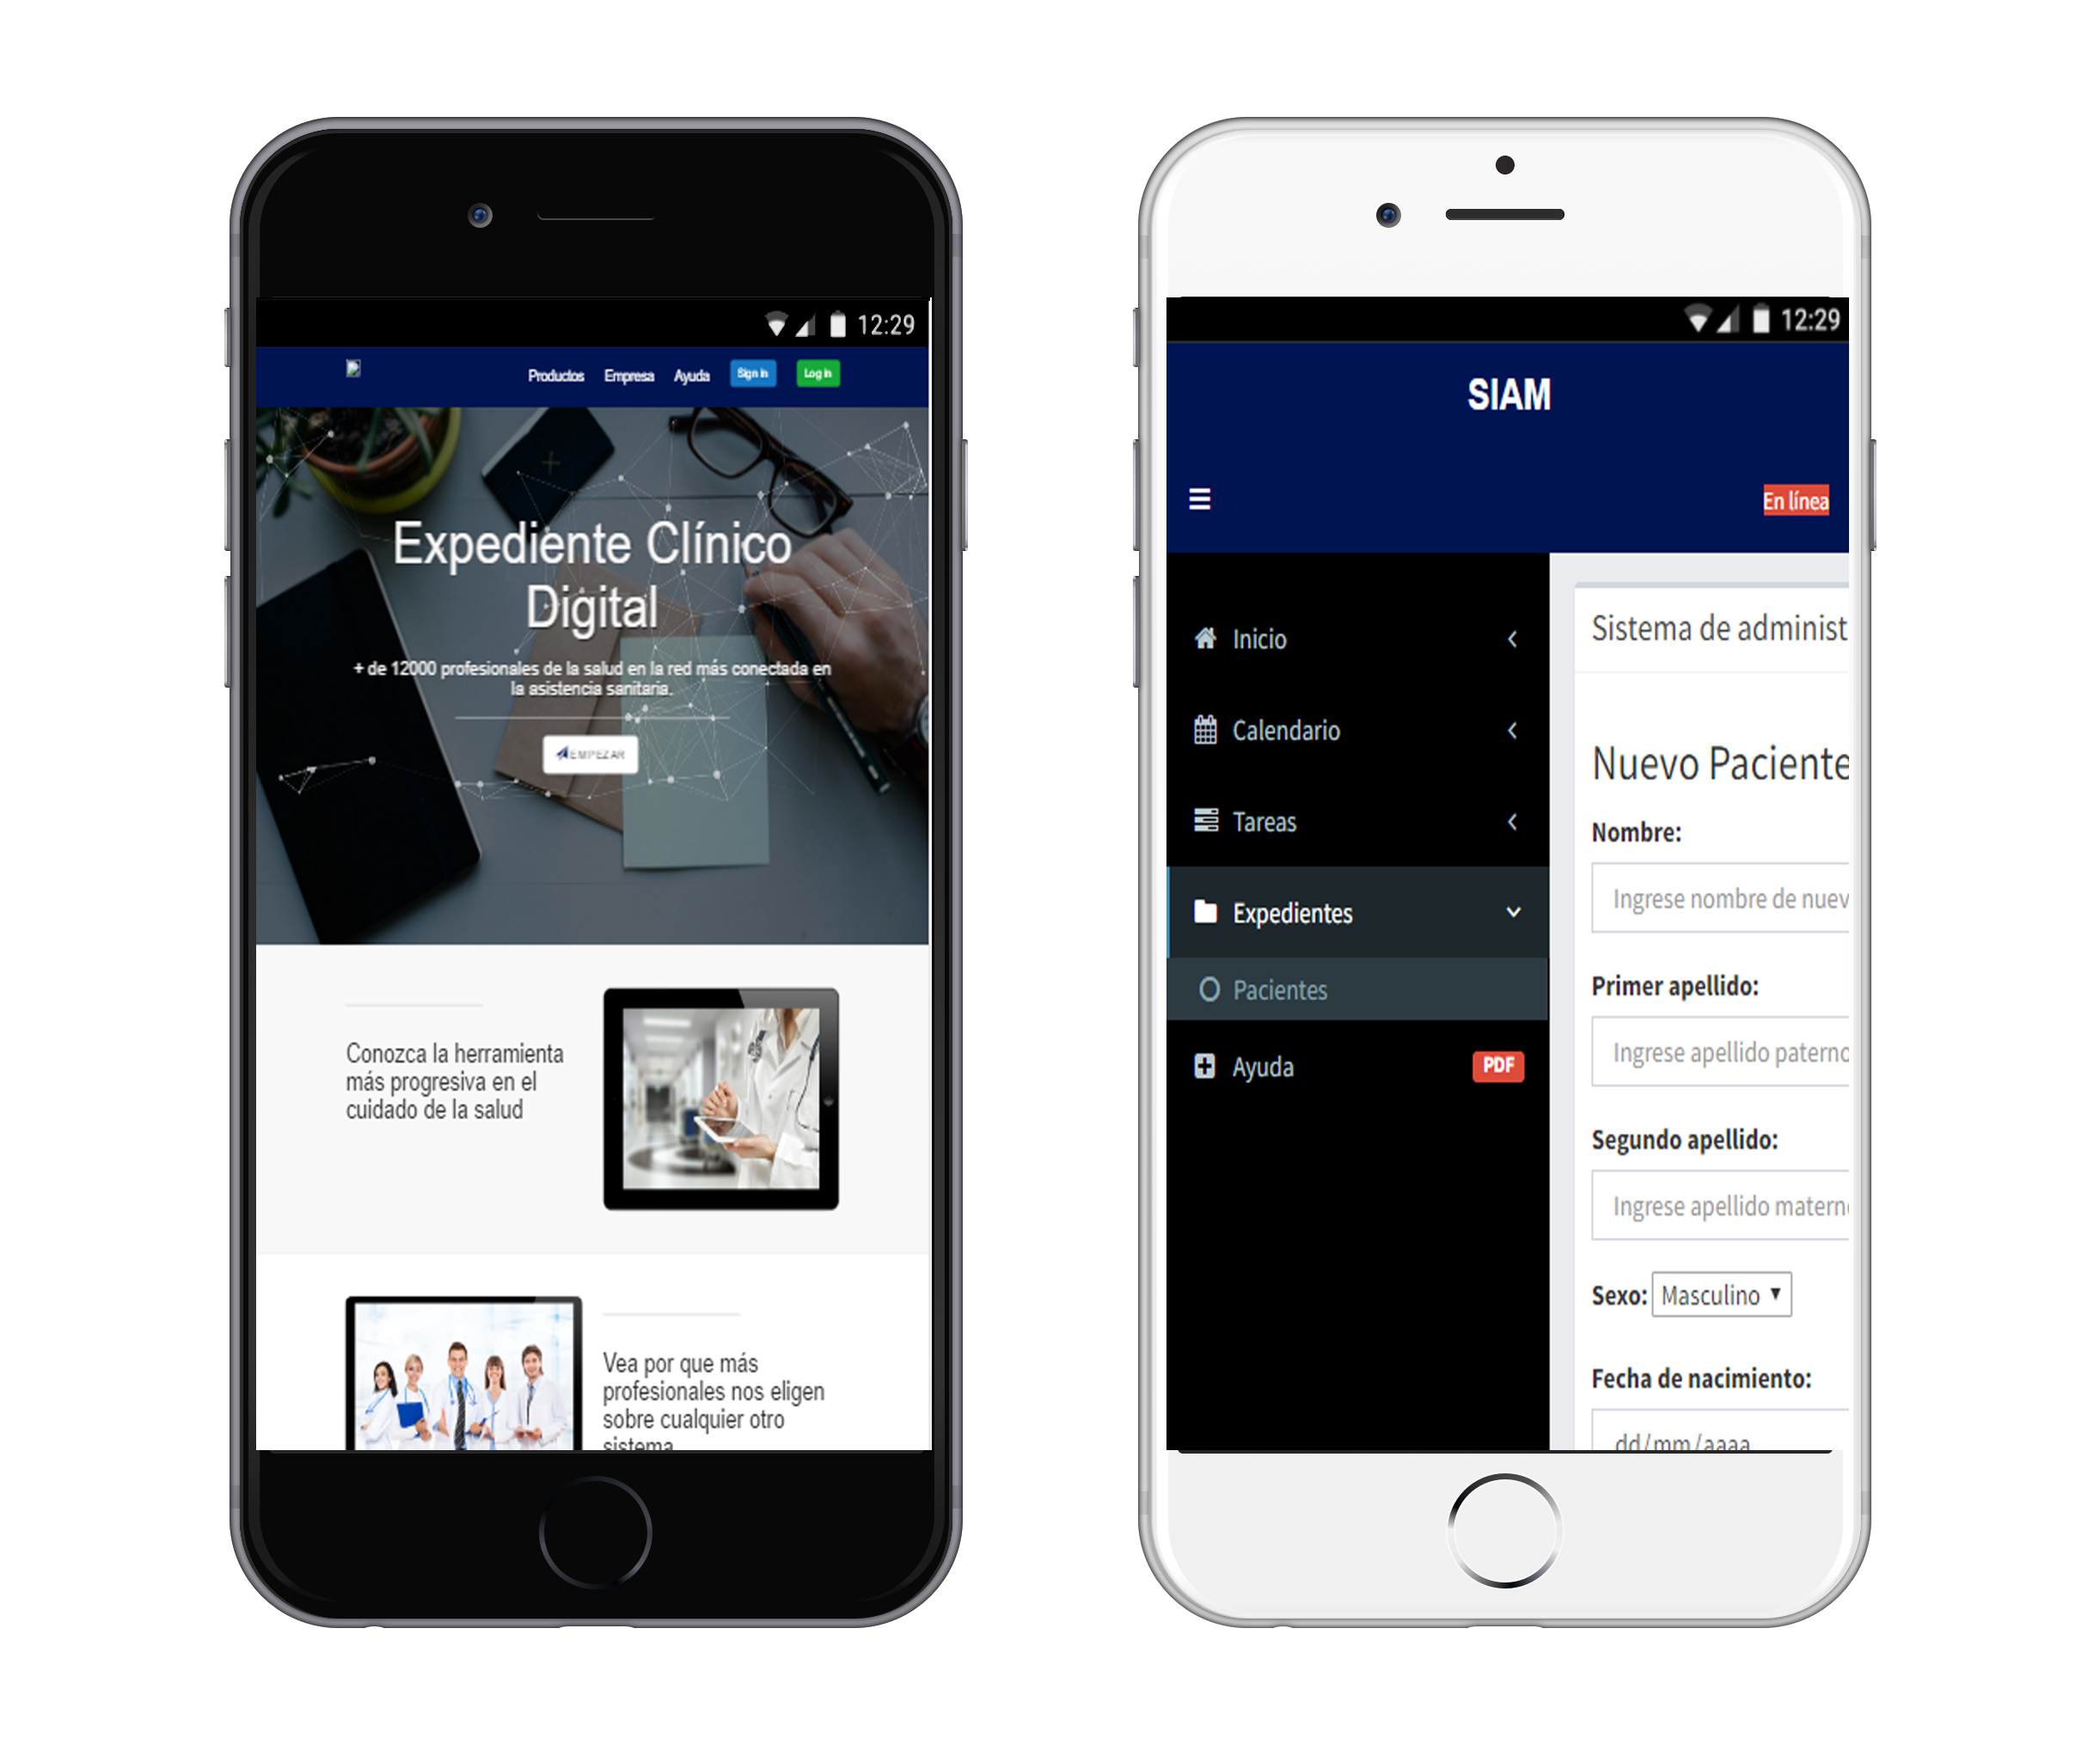 12:29
Productos Empresa Ayuda Sign in Log in
Expediente Clínico
Digital
+ de 12000 profesionales de la salud en la red más conectada en
la asistencia sanitaria.
EMPEZAR
Conozca la herramienta
más progresiva en el
cuidado de la salud
Vea por que más
profesionales nos eligen
sobre cualquier otro
sistema
12:29
SIAM
En línea
Inicio
Calendario
Tareas
Expedientes
Pacientes
Ayuda PDF
Sistema de administ
Nuevo Paciente
Nombre:
Ingrese nombre de nuev
Primer apellido:
Ingrese apellido paterno
Segundo apellido:
Ingrese apellido matern
Sexo: Masculino
Fecha de nacimiento:
dd/mm/aaaa